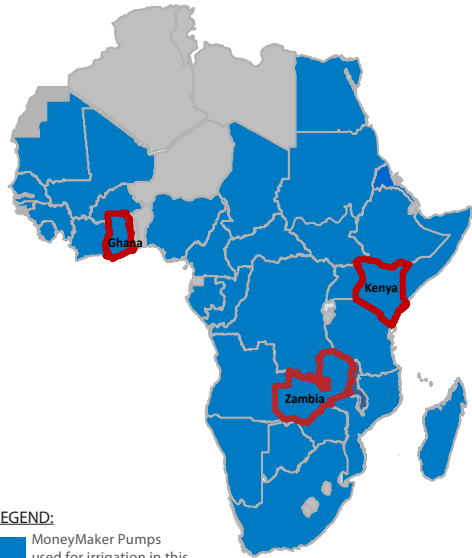 Ghana
Kenya
Zambia
EGEND:
MoneyMaker Pumps
used for irrigation in this